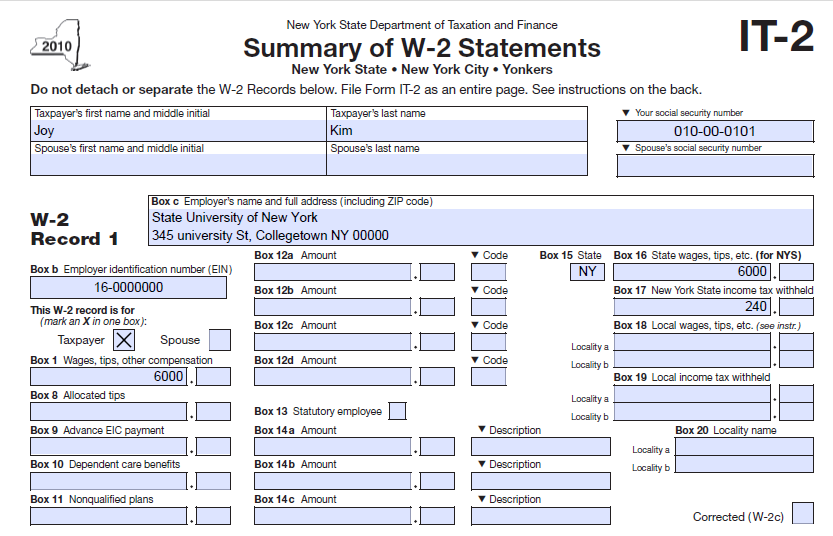 2010
New York State Department of Taxation and Finance
IT-2
Summary of W-2 Statements
New York State • New York City • Yonkers
Do not detach or separate the W-2 Records below. File Form IT-2 as an entire page. See instructions on the back.
Taxpayer's first name and middle initial Taxpayer's last name ▼ Your social security number
Joy Kim 010-00-0101
Spouse's first name and middle initial Spouse's last name ▼ Spouse's social security number
Box c Employer's name and full address (including ZIP code)
W-2 State University of New York
Record 1 345 university St, Collegetown NY 00000
Box 12a Amount ▼ Code Box 15 State Box 16 State wages, tips, etc. (for NYS)
Box b Employer identification number (EIN) . NY 6000 .
16-0000000 Box 12b Amount ▼ Code Box 17 New York State income tax withheld
This W-2 record is for . 240 .
(mark an X in one box): Box 12c Amount ▼ Code Box 18 Local wages, tips, etc. (see instr.)
Taxpayer X Spouse . Locality a .
Box 1 Wages, tips, other compensation Box 12d Amount ▼ Code Locality b .
6000 . . Box 19 Local income tax withheld
Box 8 Allocated tips Locality a .
. Box 13 Statutory employee Locality b .
Box 9 Advance EIC payment Box 14a Amount ▼ Description Box 20 Locality name
. . Locality a
Box 10 Dependent care benefits Box 14b Amount ▼ Description Locality b
. .
Box 11 Nonqualified plans Box 14c Amount ▼ Description
. . Corrected (W-2c)